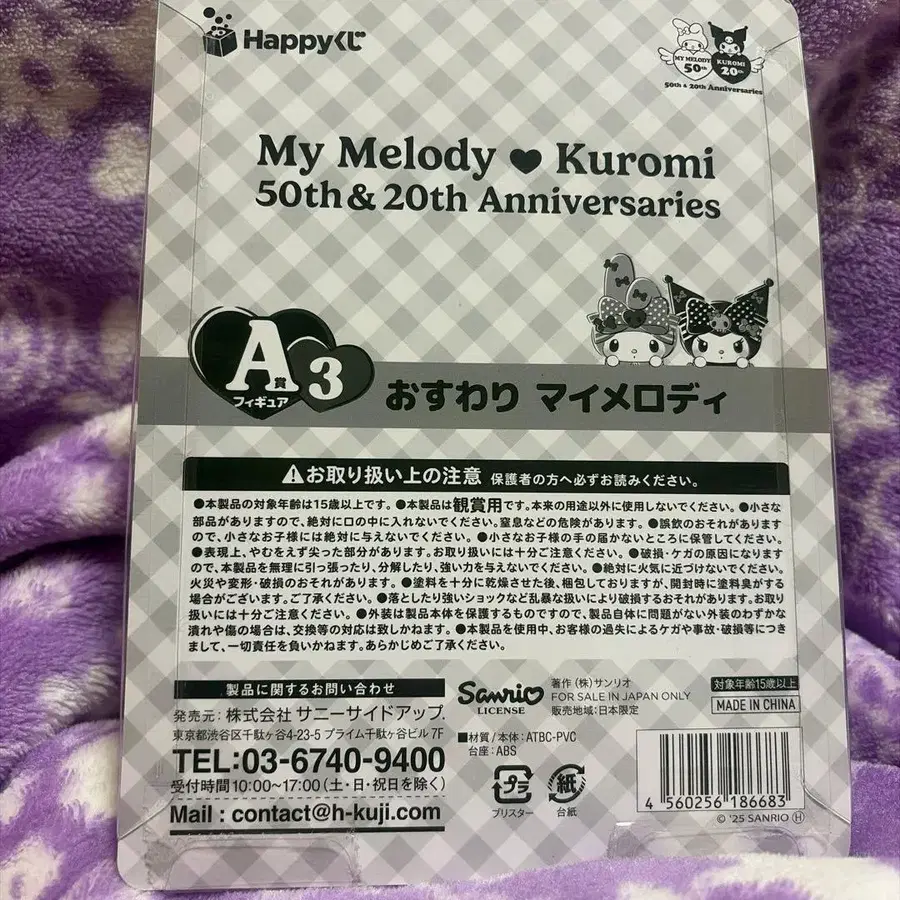 Happyくじ
MY MELODY 50th KUROMI 20th
50th & 20th Anniversaries
My Melody ♥ Kuromi
50th & 20th Anniversaries
A賞 3
フィギュア
おすわり マイメロディ
⚠お取り扱い上の注意 保護者の方へ必ずお読みください。
●本製品の対象年齢は15歳以上です。●本製品は観賞用です。本来の用途以外に使用しないでください。●小さな
部品がありますので、絶対に口の中に入れないでください。窒息などの危険があります。●誤飲のおそれがあります
ので、小さなお子様には絶対に与えないでください。●小さなお子様の手の届かないところに保管してください。
●表現上、やむをえず尖った部分があります。お取り扱いには十分ご注意ください。●破損・ケガの原因になります
ので、本製品を無理に引っ張ったり、分解したり、強い力を与えないでください。●絶対に火気に近づけないでください。
火災や変形・破損のおそれがあります。●塗料を十分に乾燥させた後、梱包しておりますが、開封時に塗料臭がする
場合がございます。ご了承ください。●落としたり強いショックなど乱暴な扱いにより破損するおそれがあります。お取り
扱いには十分ご注意ください。●外装は製品本体を保護するものですので、製品自体に問題がない外装のわずかな
潰れや傷の場合は、交換等の対応は致しかねます。●本製品を使用中、お客様の過失によるケガや事故・破損等につき
まして、一切責任を負いかねます。あらかじめご了承ください。
製品に関するお問い合わせ
発売元：株式会社 サニーサイドアップ
東京都渋谷区千駄ヶ谷4-23-5 プライム千駄ヶ谷ビル 7F
TEL:03-6740-9400
受付時間10:00~17:00(土・日・祝日を除く)
Mail : contact@h-kuji.com
Sanrio
LICENSE
著作（株）サンリオ
FOR SALE IN JAPAN ONLY
販売地域:日本限定
■材質／本体：ATBC-PVC
台座：ABS
プラ
ブリスター
紙
台紙
対象年齢15歳以上
MADE IN CHINA
4 560256 186683
© '25 SANRIO Ⓗ